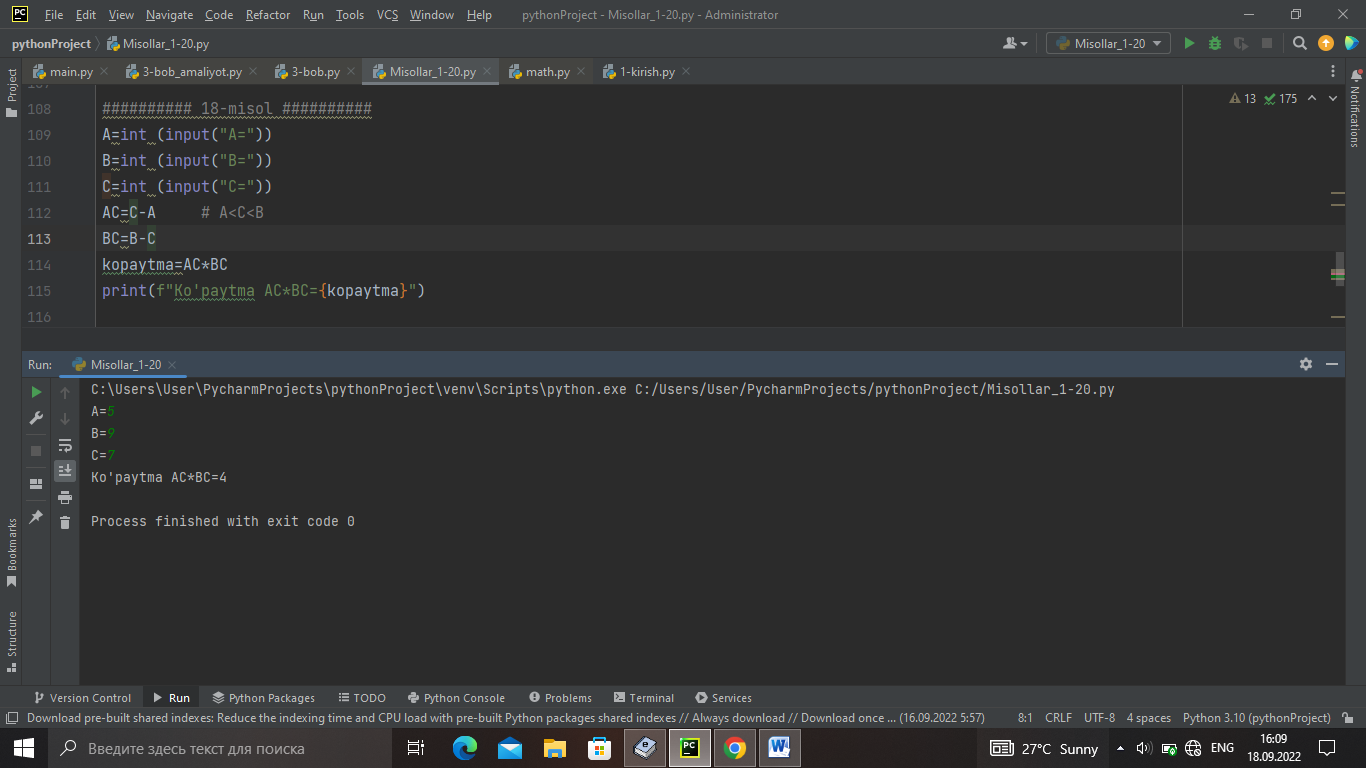 PC File Edit View Navigate Code Refactor Run Tools VCS Window Help pythonProject - Misollar_1-20.py - Administrator
pythonProject Misollar_1-20.py Misollar_1-20
Project main.py 3-bob_amaliyot.py 3-bob.py Misollar_1-20.py math.py 1-kirish.py
Notifications
13 175
108 ########## 18-misol ##########
109 A=int (input("A="))
110 B=int (input("B="))
111 C=int (input("C="))
112 AC=C-A # A<C<B
113 BC=B-C
114 kopaytma=AC*BC
115 print(f"Ko'paytma AC*BC={kopaytma}")
116
Run: Misollar_1-20
C:\Users\User\PycharmProjects\pythonProject\venv\Scripts\python.exe C:/Users/User/PycharmProjects/pythonProject/Misollar_1-20.py
A=5
B=9
C=7
Ko'paytma AC*BC=4
Process finished with exit code 0
Bookmarks
Structure
Version Control Run Python Packages TODO Python Console Problems Terminal Services
Download pre-built shared indexes: Reduce the indexing time and CPU load with pre-built Python packages shared indexes // Always download // Download once ... (16.09.2022 5:57) 8:1 CRLF UTF-8 4 spaces Python 3.10 (pythonProject)
Введите здесь текст для поиска PC W 27°C Sunny ENG 16:09
18.09.2022